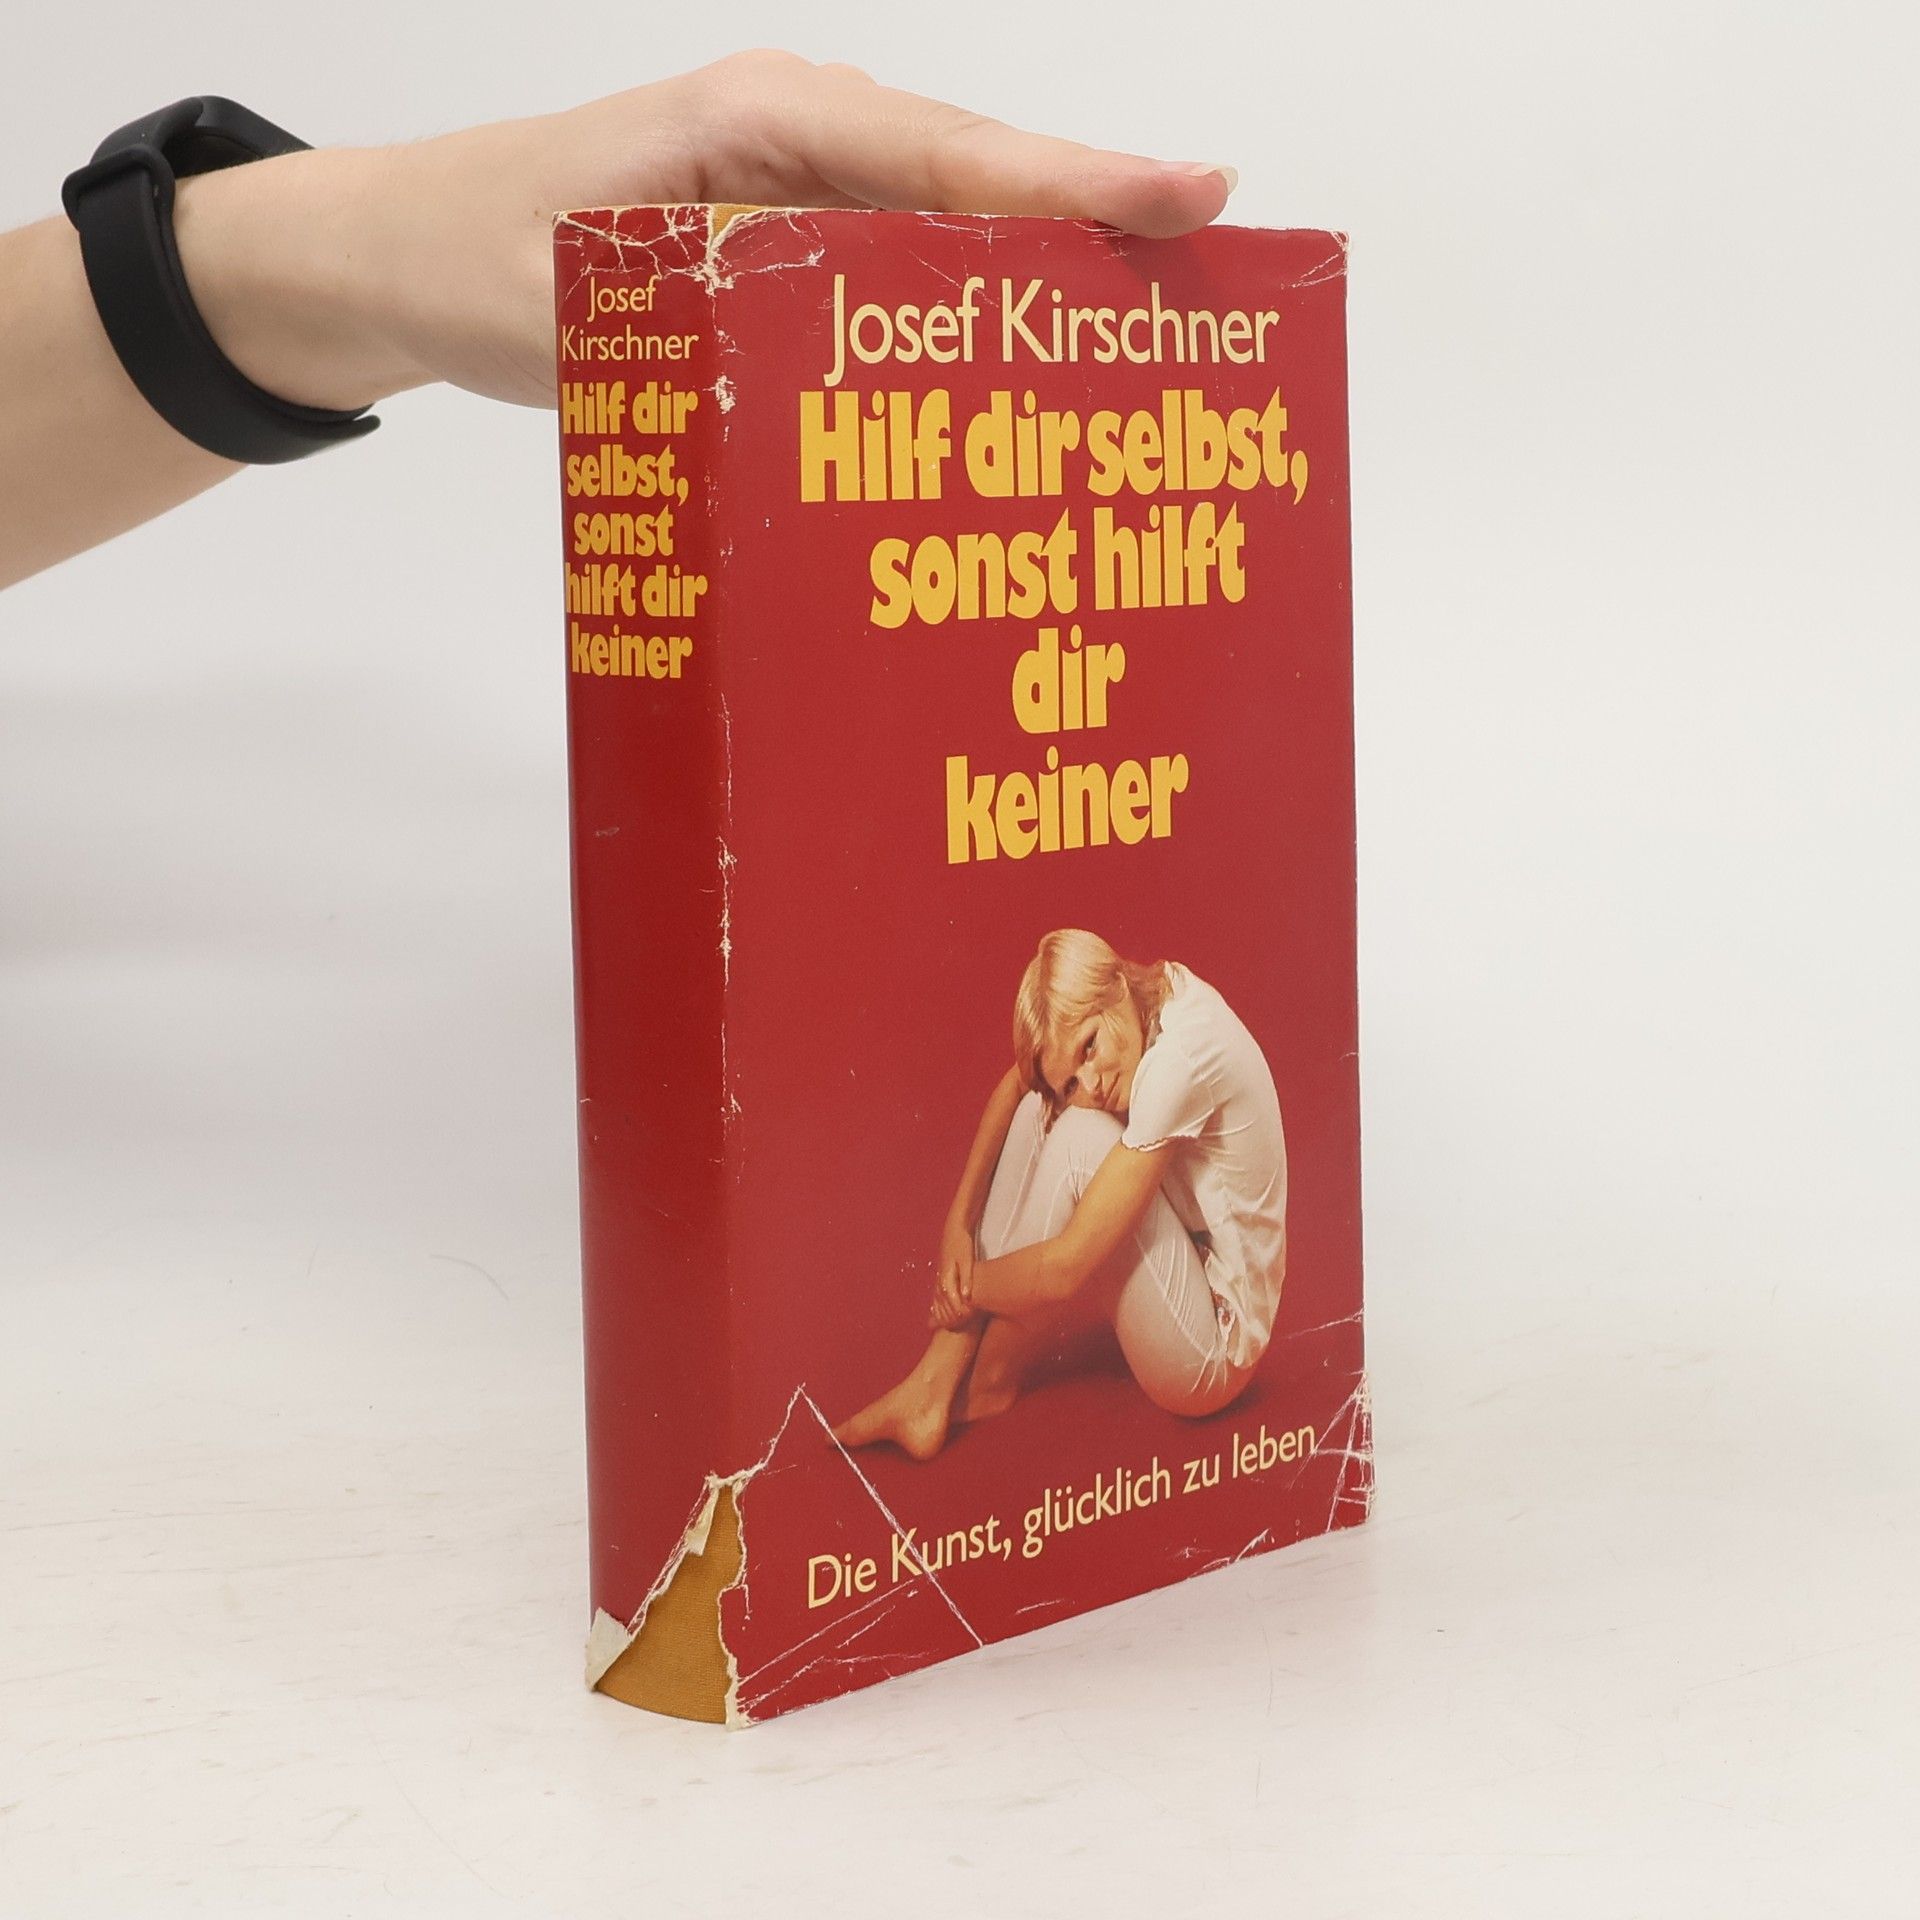 Josef
Kirschner
Hilf dir
selbst,
sonst
hilft dir
keiner
Josef Kirschner
Hilf dir selbst,
sonst hilft
dir
keiner
Die Kunst, glücklich zu leben